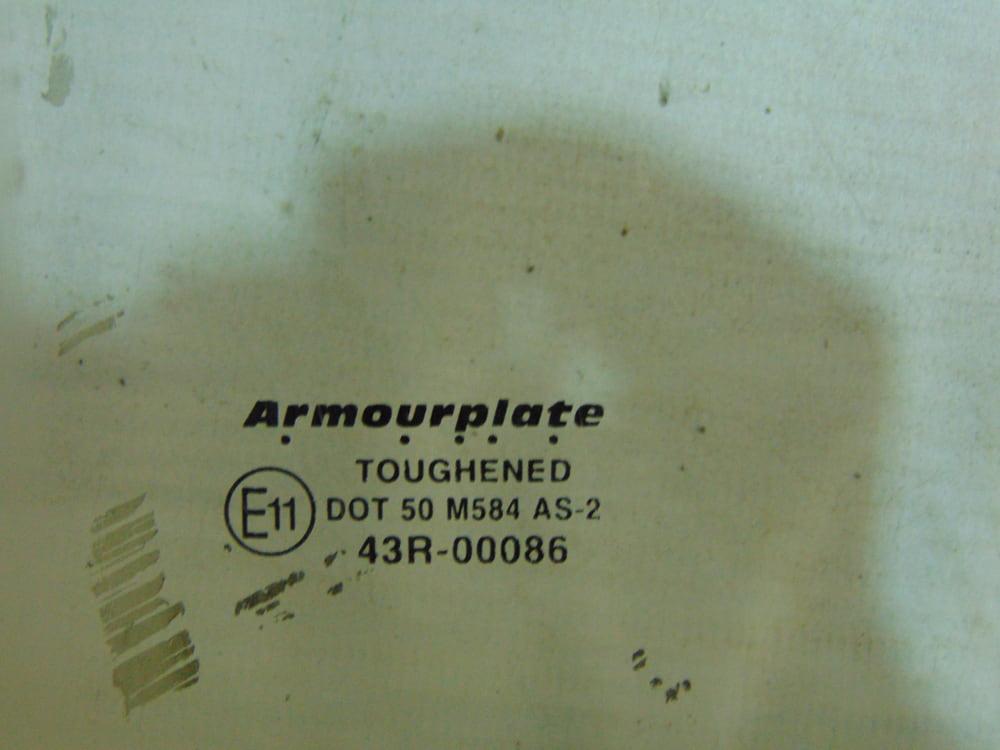 Armourplate
TOUGHENED
E11 DOT 50 M584 AS-2
43R-00086